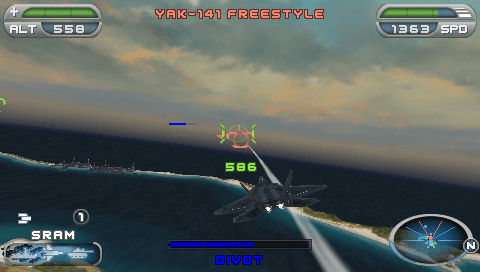 YAK-141 FREESTYLE
ALT 558
1363 SPD
586
1
SRAM
N
DIVOT